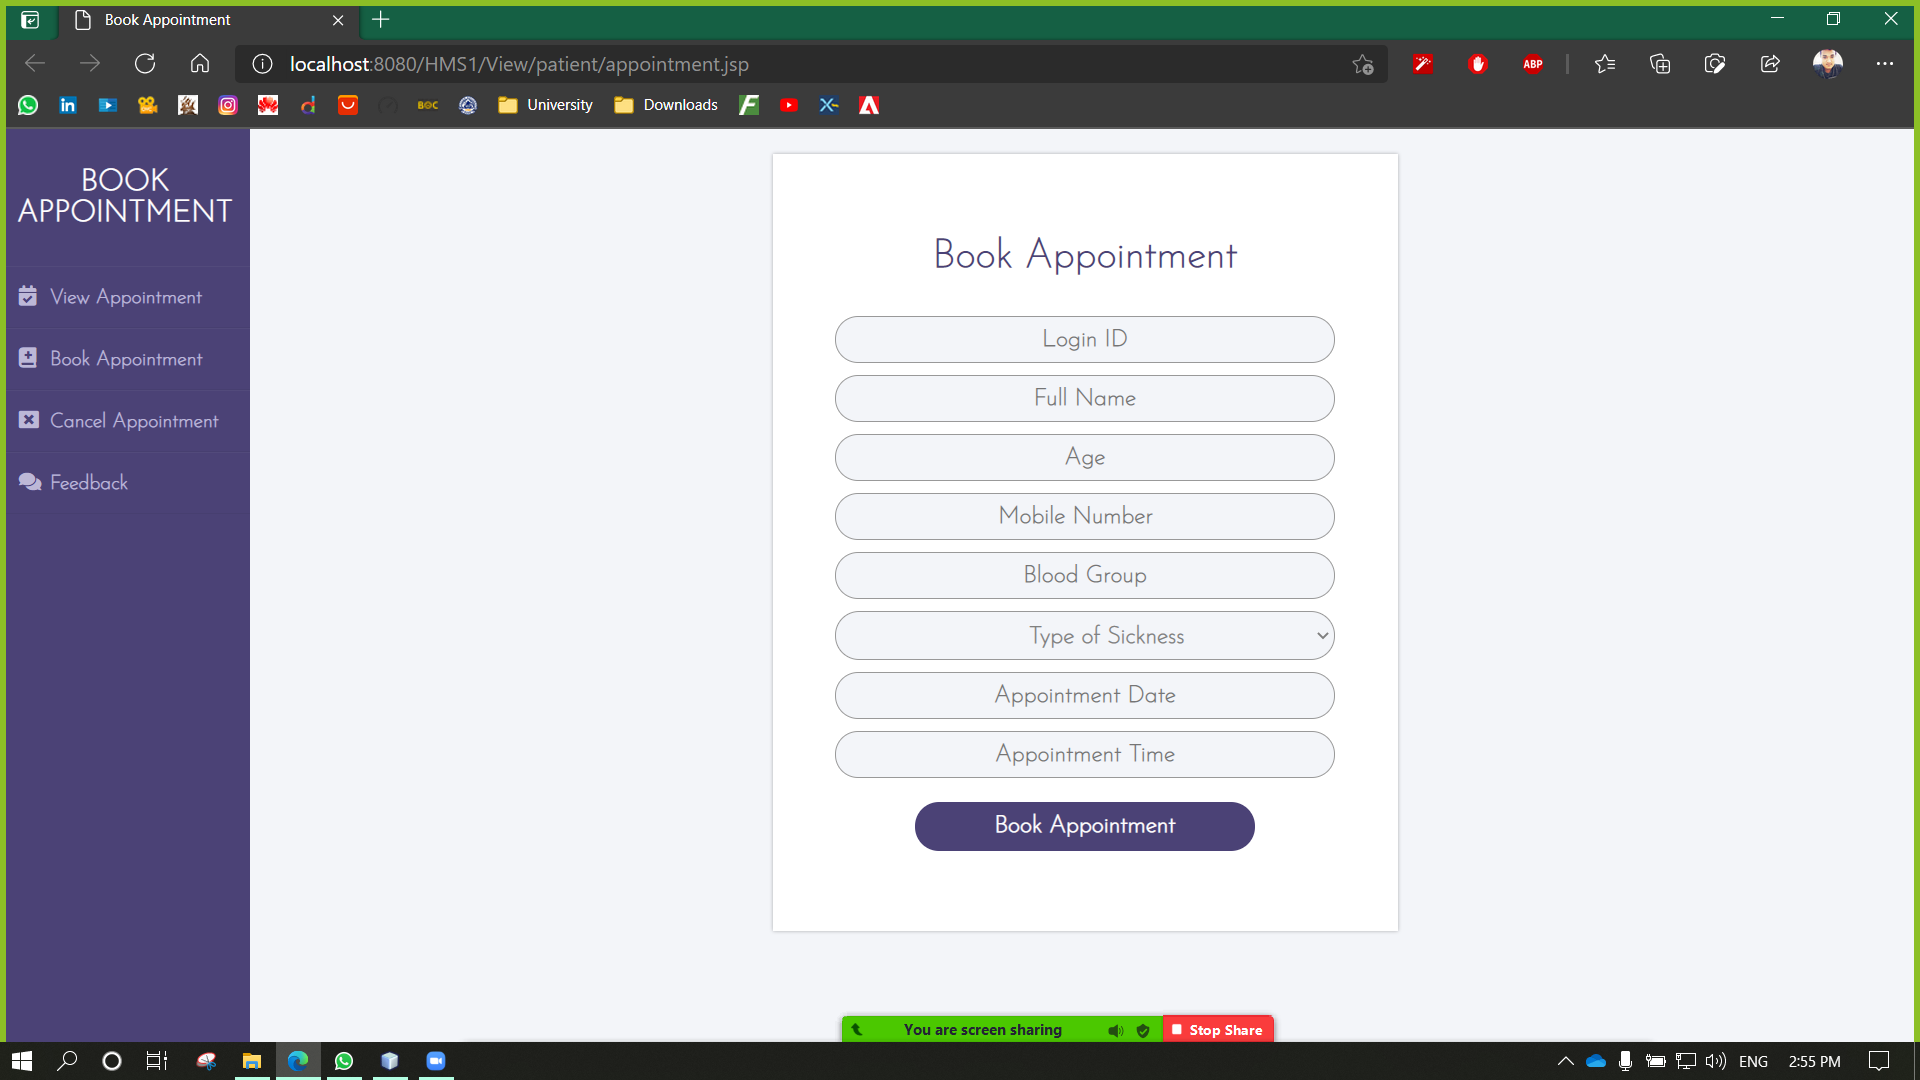 Book Appointment
localhost:8080/HMS1/View/patient/appointment.jsp
ABP
BOC
University
Downloads
BOOK
APPOINTMENT
View Appointment
Book Appointment
Cancel Appointment
Feedback
Book Appointment
Login ID
Full Name
Age
Mobile Number
Blood Group
Type of Sickness
Appointment Date
Appointment Time
Book Appointment
You are screen sharing
Stop Share
ENG
2:55 PM